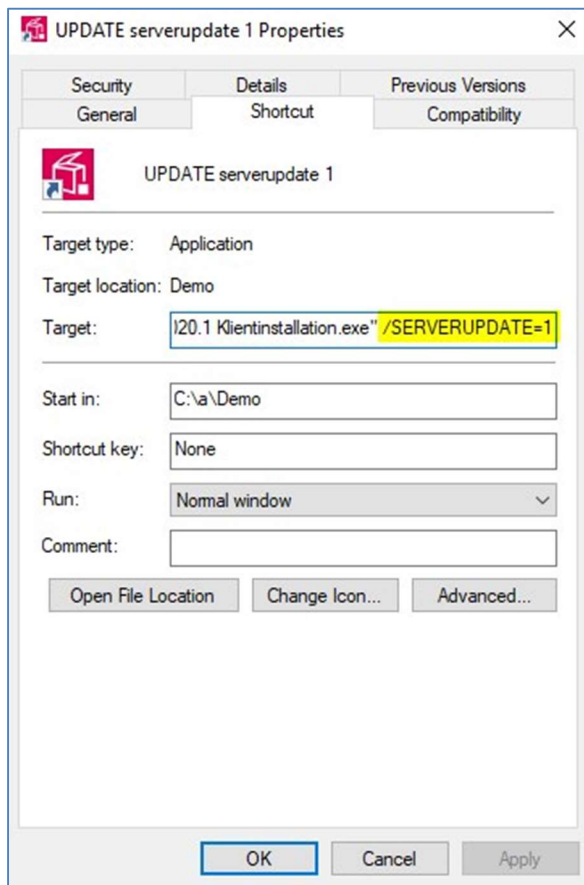 UPDATE serverupdate 1 Properties
Security Details Previous Versions
General Shortcut Compatibility
UPDATE serverupdate 1
Target type: Application
Target location: Demo
Target: 020.1 Klientinstallation.exe" /SERVERUPDATE=1
Start in: C:\a\Demo
Shortcut key: None
Run: Normal window
Comment:
Open File Location Change Icon... Advanced...
OK Cancel Apply